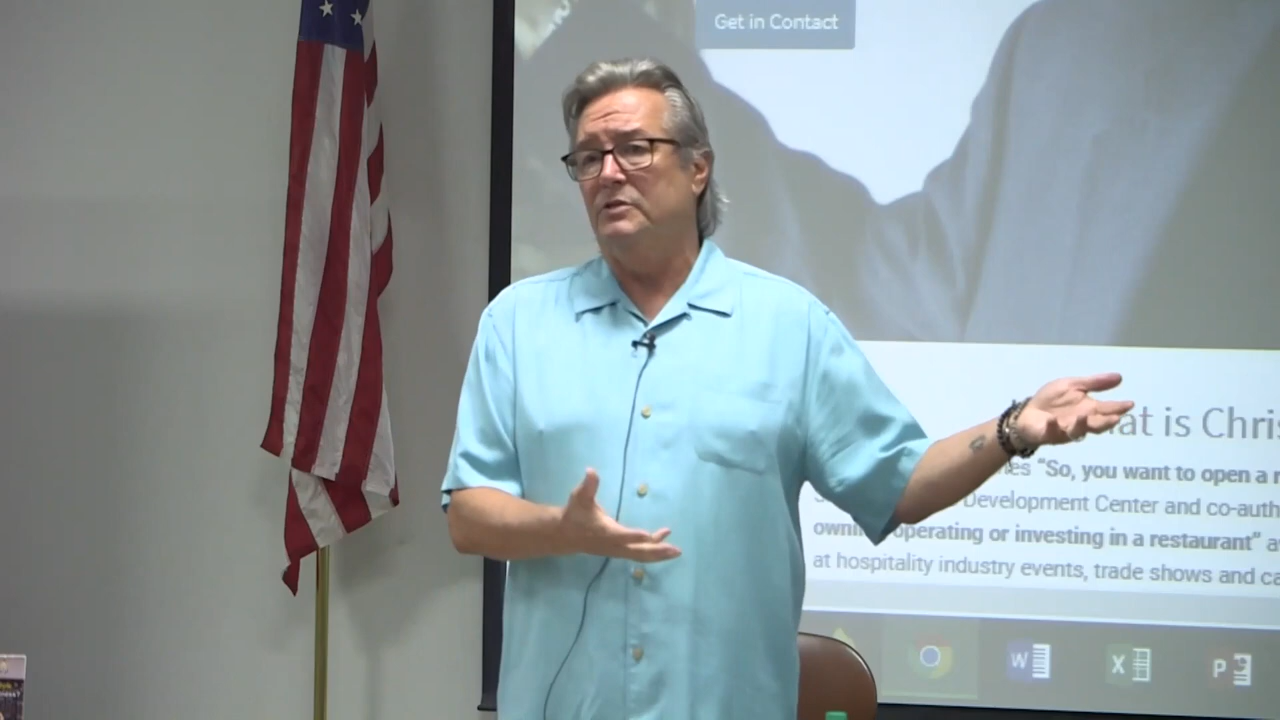 Get in Contact
at is Chris
es “So, you want to open a
Development Center and co-auth
operating or investing in a restaurant”
at hospitality industry events, trade shows and ca
W
X
P